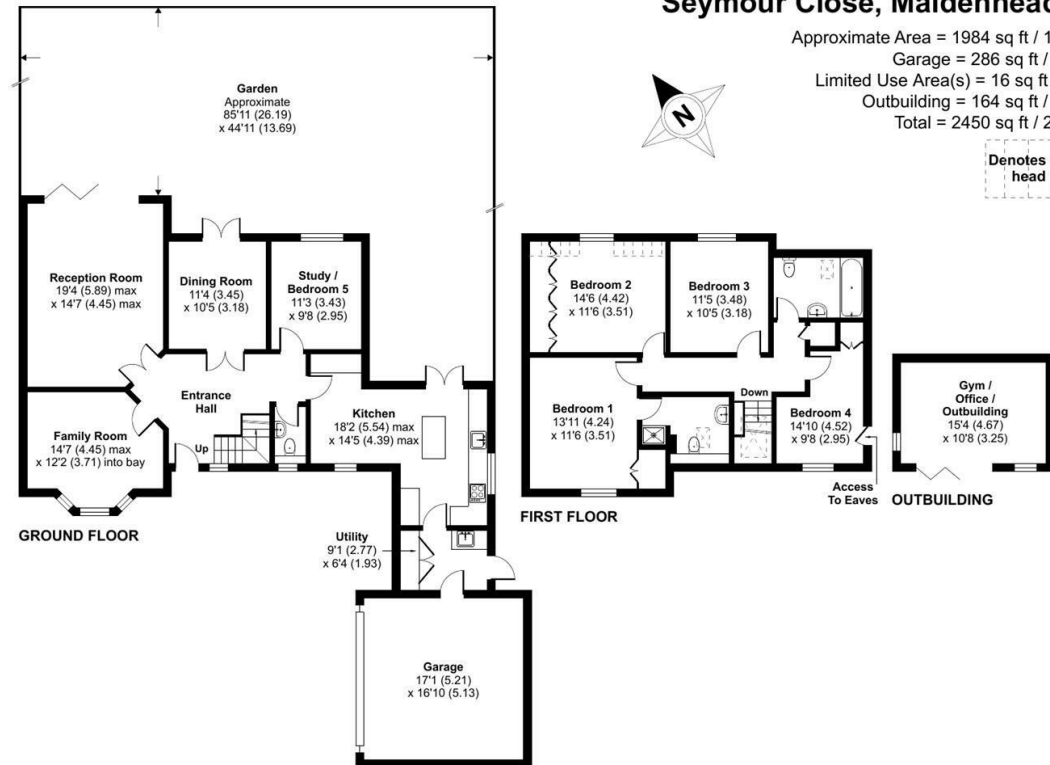 Seymour Close, Maidenhead
Approximate Area = 1984 sq ft / 1
Garage = 286 sq ft /
Limited Use Area(s) = 16 sq ft
Outbuilding = 164 sq ft /
Total = 2450 sq ft / 2
Denotes
head
N
Garden
Approximate
85'11 (26.19)
x 44'11 (13.69)
Reception Room
19'4 (5.89) max
x 14'7 (4.45) max
Dining Room
11'4 (3.45)
x 10'5 (3.18)
Study /
Bedroom 5
11'3 (3.43)
x 9'8 (2.95)
Entrance
Hall
Up
Kitchen
18'2 (5.54) max
x 14'5 (4.39) max
Family Room
14'7 (4.45) max
x 12'2 (3.71) into bay
GROUND FLOOR
Utility
9'1 (2.77)
x 6'4 (1.93)
Garage
17'1 (5.21)
x 16'10 (5.13)
Bedroom 2
14'6 (4.42)
x 11'6 (3.51)
Bedroom 3
11'5 (3.48)
x 10'5 (3.18)
Bedroom 1
13'11 (4.24)
x 11'6 (3.51)
Down
Bedroom 4
14'10 (4.52)
x 9'8 (2.95)
Access
To Eaves
FIRST FLOOR
Gym /
Office /
Outbuilding
15'4 (4.67)
x 10'8 (3.25)
OUTBUILDING